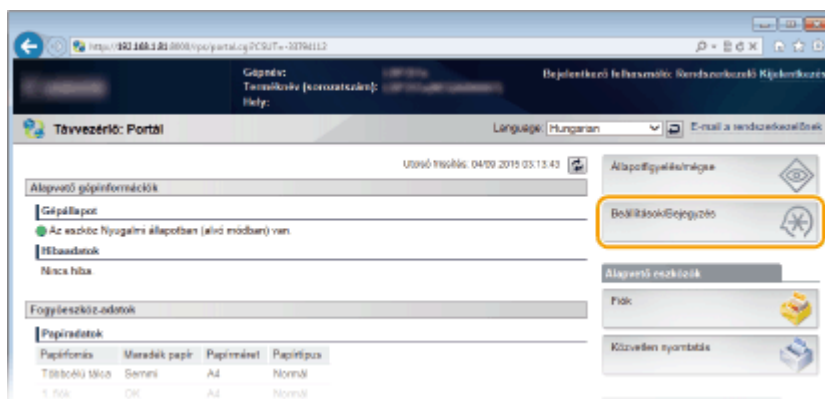 http://192.168.1.81:8000/rps/portal.cgi?CSUT=-33794112
Gépnév:
Terméknév (sorozatszám):
Hely:
Bejelentkező felhasználó: Rendszerkezelő Kijelentkezés
Távvezérlő: Portál
Language: Hungarian
E-mail a rendszerkezelőnek
Utolsó frissítés: 04/09 2015 03:13:43
Állapotfigyelés/mégse
Alapvető gépinformációk
Gépállapot
Beállítások/Bejegyzés
Az eszköz Nyugalmi állapotban (alvó módban) van.
Hibaadatok
Nincs hiba.
Alapvető eszközök
Fiók
Fogyóeszköz-adatok
Papíradatok
Közvetlen nyomtatás
Papírforrás Maradék papír Papírméret Papírtípus
Többcélú tálca Semmi A4 Normál
1. fiók OK A4 Normál